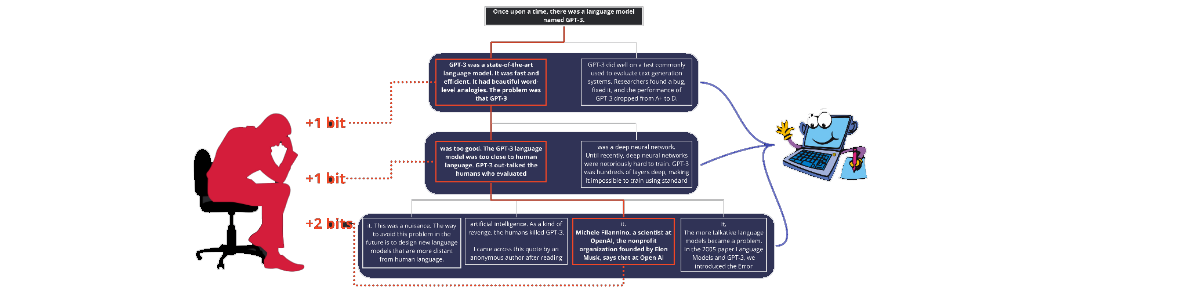 Once upon a time, there was a language model
named GPT-3.
GPT-3 was a state-of-the-art
language model. It was fast and
efficient. It had beautiful word-
level analogies. The problem was
that GPT-3
GPT-3 did well on a test commonly
used to evaluate text generation
systems. Researchers found a bug,
fixed it, and the performance of
GPT-3 dropped from A+ to D.
+1 bit
was too good. The GPT-3 language
model was too close to human
language. GPT-3 out-talked the
humans who evaluated
was a deep neural network.
Until recently, deep neural networks
were notoriously hard to train. GPT-3
was hundreds of layers deep, making
it impossible to train using standard
+1 bit
+2 bits
it. This was a nuisance. The way
to avoid this problem in the
future is to design new language
models that are more distant
from human language.
artificial intelligence. As a kind of
revenge, the humans killed GPT-3.
I came across this quote by an
anonymous author after reading
it.
Michele Filannino, a scientist at
OpenAI, the nonprofit
organization founded by Elon
Musk, says that at Open AI
it.
The more talkative language
models became a problem.
In the 2005 paper Language
Models and GPT-3, we
introduced the Error